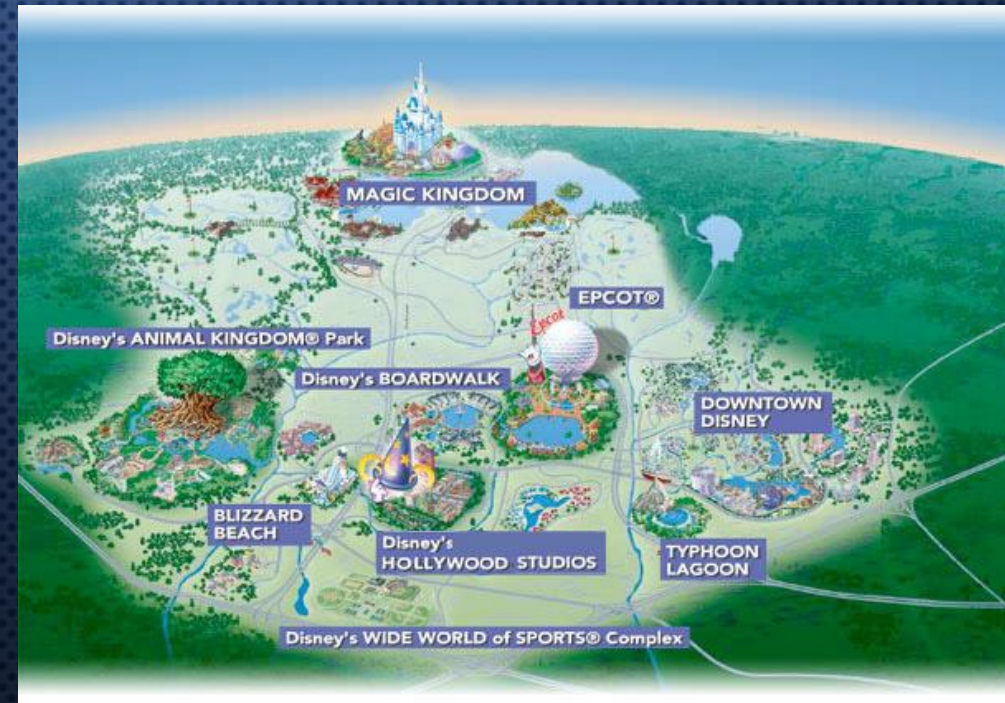 MAGIC KINGDOM
EPCOT®
Epcot
Disney's ANIMAL KINGDOM® Park
Disney's BOARDWALK
DOWNTOWN
DISNEY
BLIZZARD
BEACH
Disney's
HOLLYWOOD STUDIOS
TYPHOON
LAGOON
Disney's WIDE WORLD of SPORTS® Complex